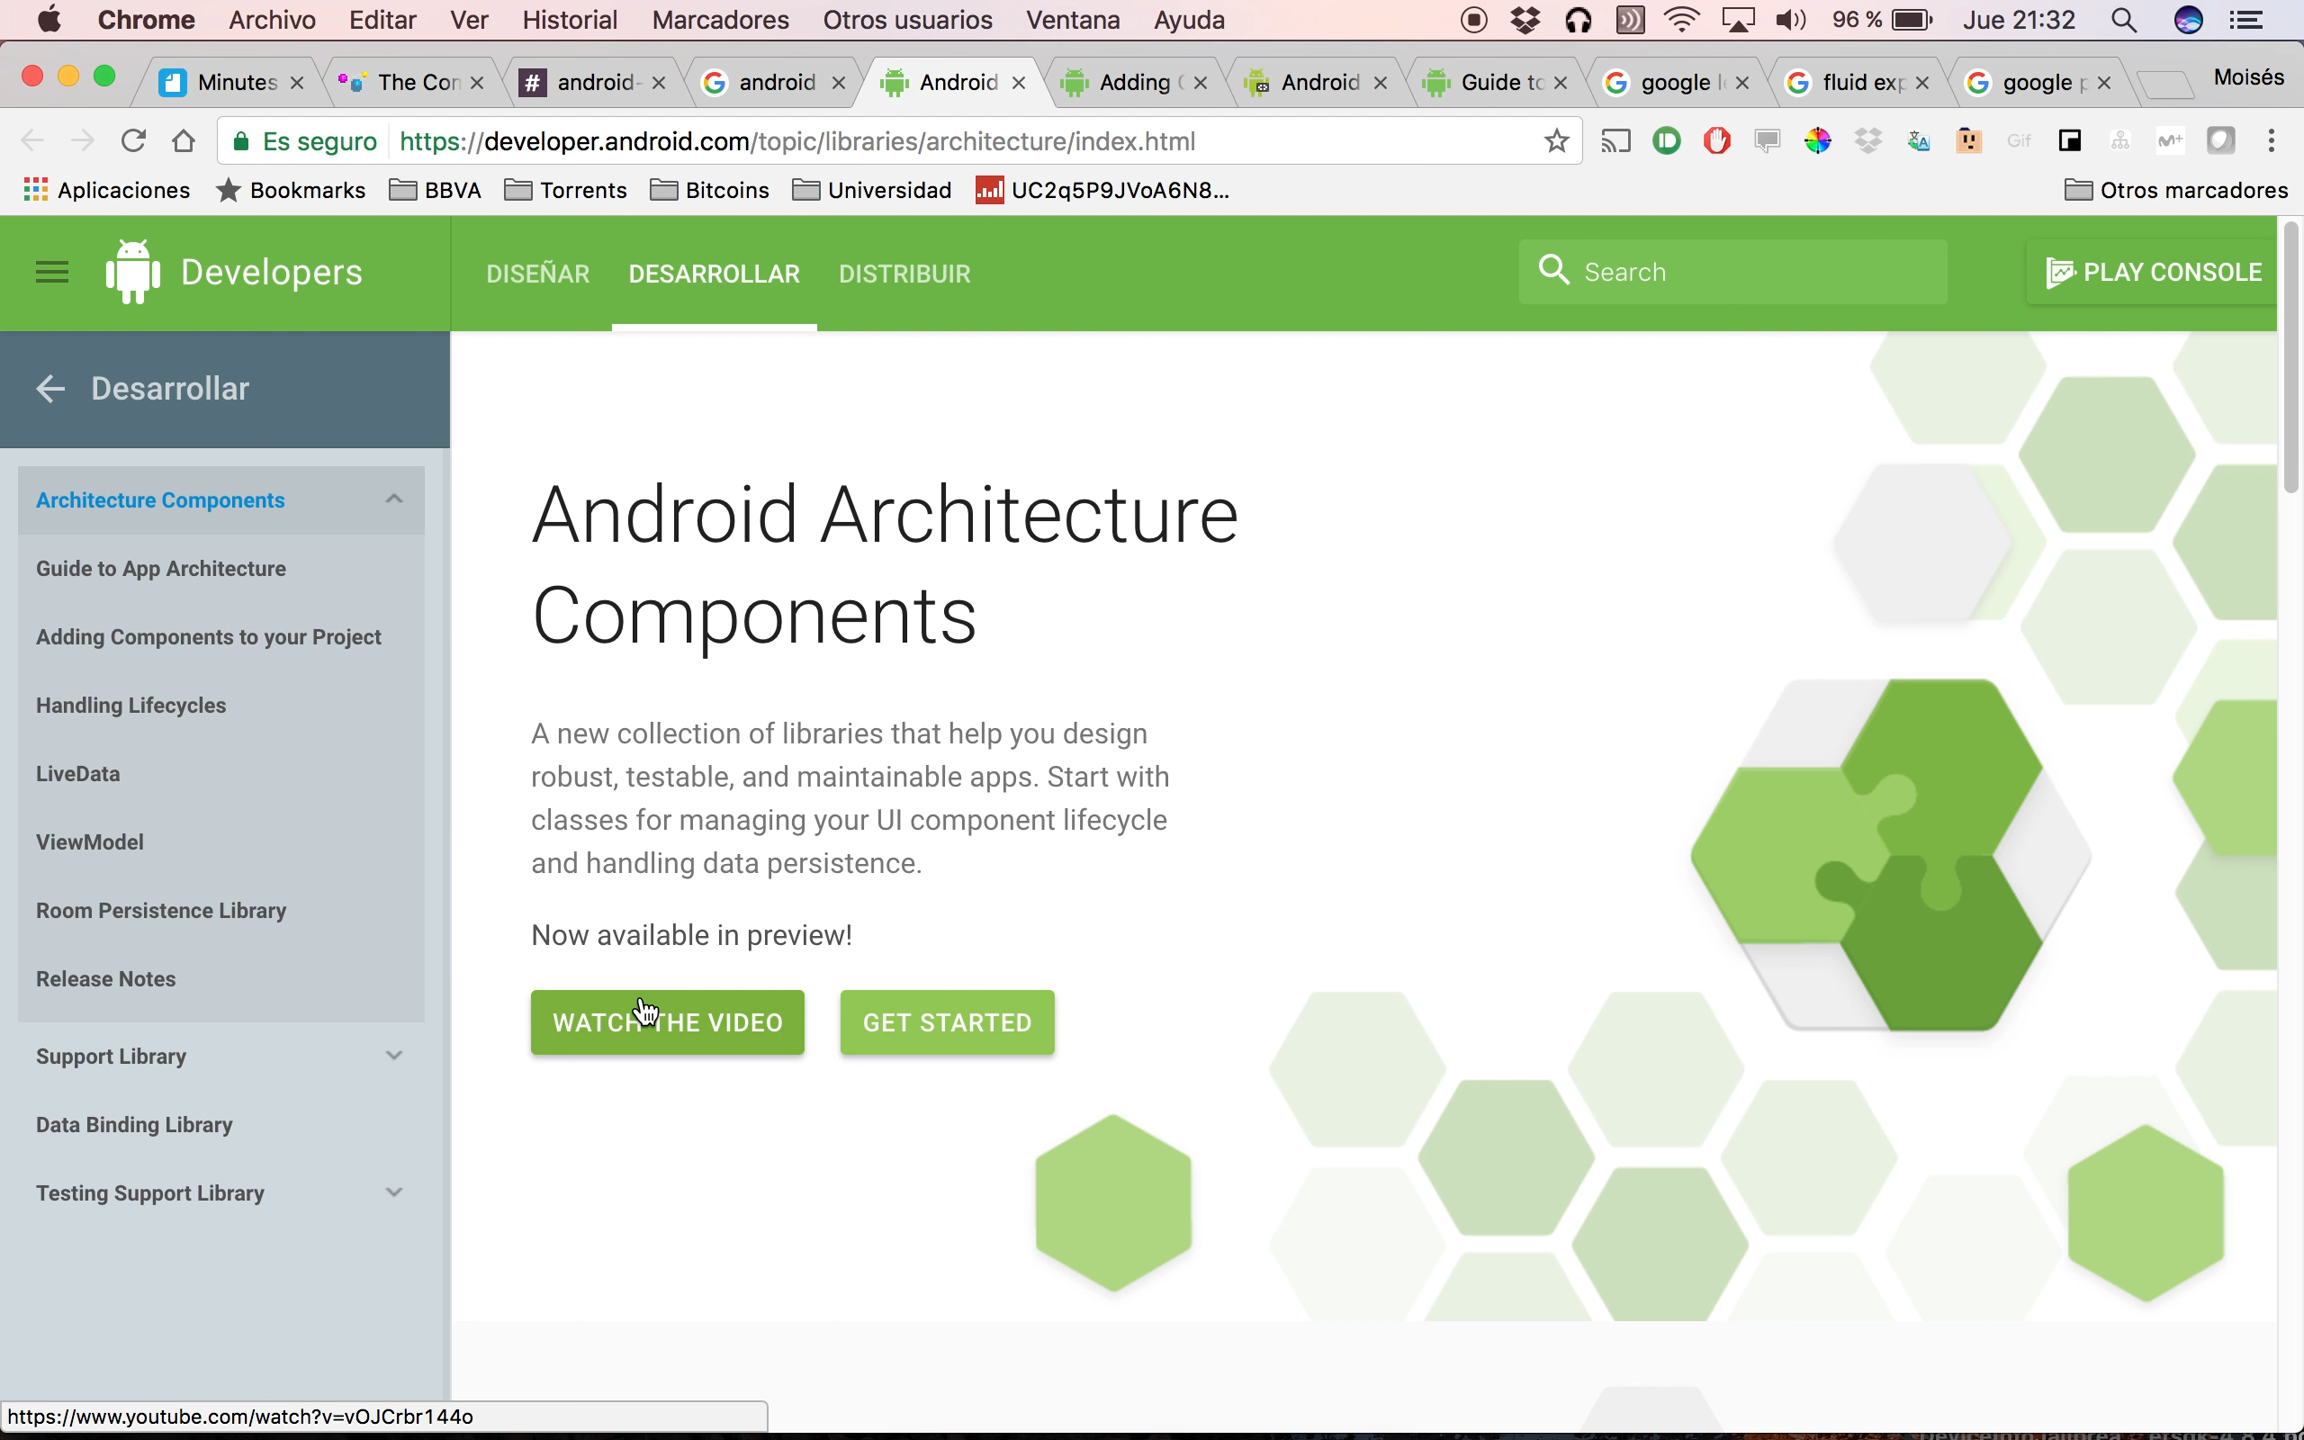 Chrome Archivo Editar Ver Historial Marcadores Otros usuarios Ventana Ayuda 96 % Jue 21:32
Minutes The Con # android- android Android Adding Android Guide to google fluid exp google Moisés
Es seguro https://developer.android.com/topic/libraries/architecture/index.html Gif
Aplicaciones Bookmarks BBVA Torrents Bitcoins Universidad UC2q5P9JVoA6N8... Otros marcadores
Developers DISEÑAR DESARROLLAR DISTRIBUIR Search PLAY CONSOLE
Desarrollar
Architecture Components
Guide to App Architecture
Adding Components to your Project
Handling Lifecycles
LiveData
ViewModel
Room Persistence Library
Release Notes
Support Library
Data Binding Library
Testing Support Library
Android Architecture
Components
A new collection of libraries that help you design
robust, testable, and maintainable apps. Start with
classes for managing your UI component lifecycle
and handling data persistence.
Now available in preview!
WATCH THE VIDEO GET STARTED
https://www.youtube.com/watch?v=vOJCrbr144o